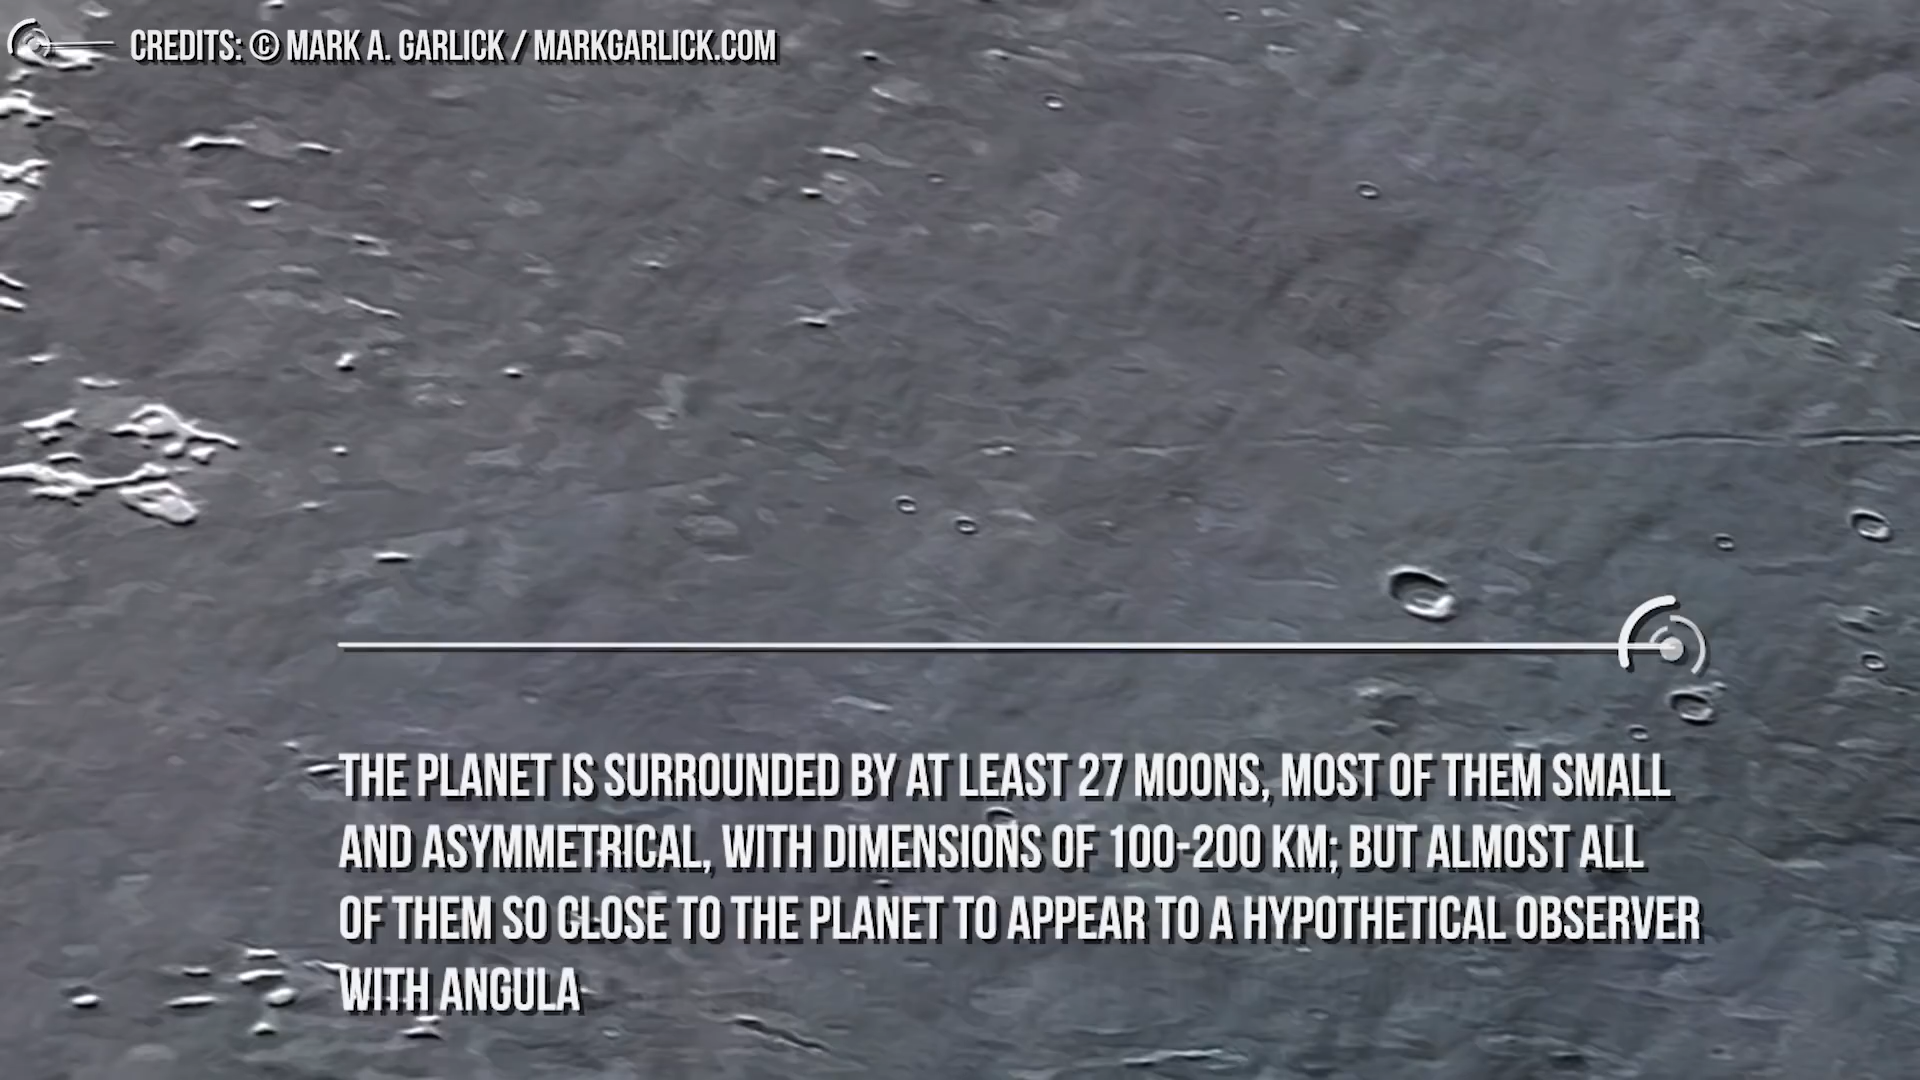 CREDITS: © MARK A. GARLICK / MARKGARLICK.COM
THE PLANET IS SURROUNDED BY AT LEAST 27 MOONS, MOST OF THEM SMALL
AND ASYMMETRICAL, WITH DIMENSIONS OF 100-200 KM; BUT ALMOST ALL
OF THEM SO CLOSE TO THE PLANET TO APPEAR TO A HYPOTHETICAL OBSERVER
WITH ANGULA